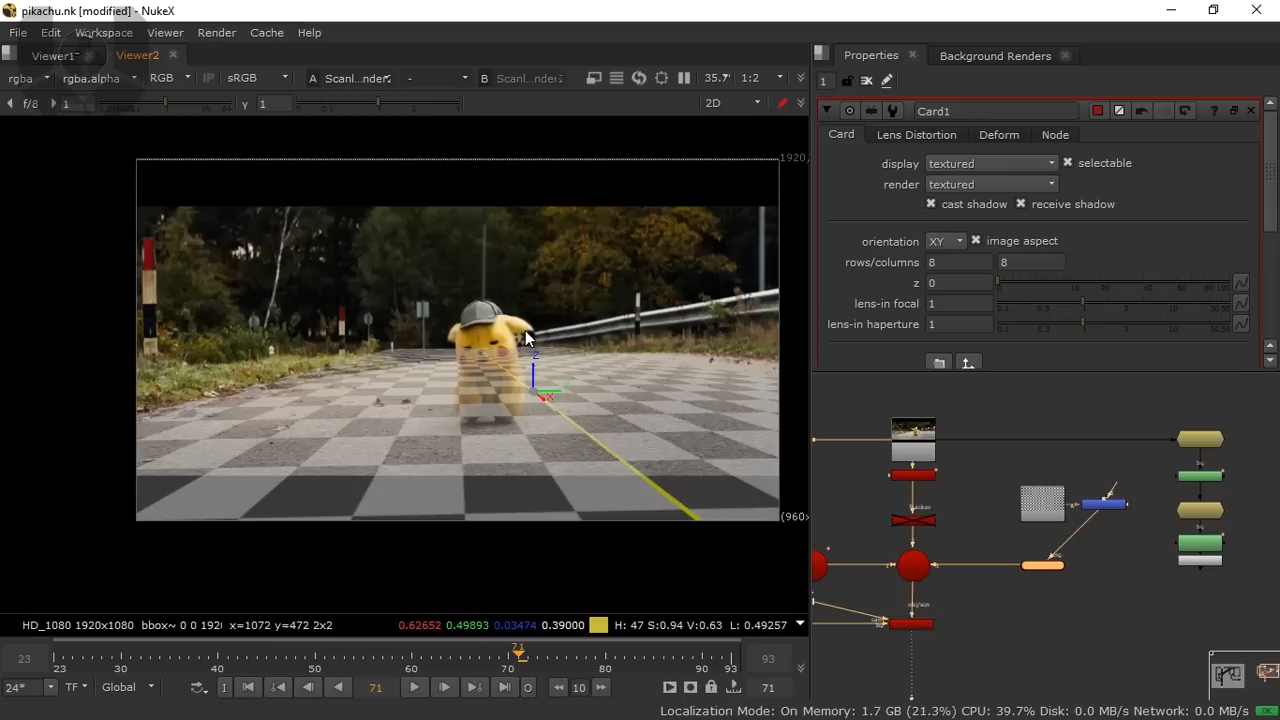 pikachu.nk [modified] - NukeX
File Edit Workspace Viewer Render Cache Help
Viewer1 Viewer2
rgba rgba.alpha RGB IP sRGB A ScanlineRender - B ScanlineRender 35.7 1:2
f/8 1 γ 1 2D
1920,
(960x
Z
X
HD_1080 1920x1080 bbox~ 0 0 192 x=1072 y=472 2x2 0.62652 0.49893 0.03474 0.39000 H: 47 S:0.94 V:0.63 L: 0.49257
71
23 23 30 40 50 60 70 80 90 93 93
24* TF Global I 71 O 10 71
Properties Background Renders
1
Card1
Card Lens Distortion Deform Node
display textured selectable
render textured
cast shadow receive shadow
orientation XY image aspect
rows/columns 8 8
z 0
lens-in focal 1
lens-in haperture 1
Localization Mode: On Memory: 1.7 GB (21.3%) CPU: 39.7% Disk: 0.0 MB/s Network: 0.0 MB/s OK